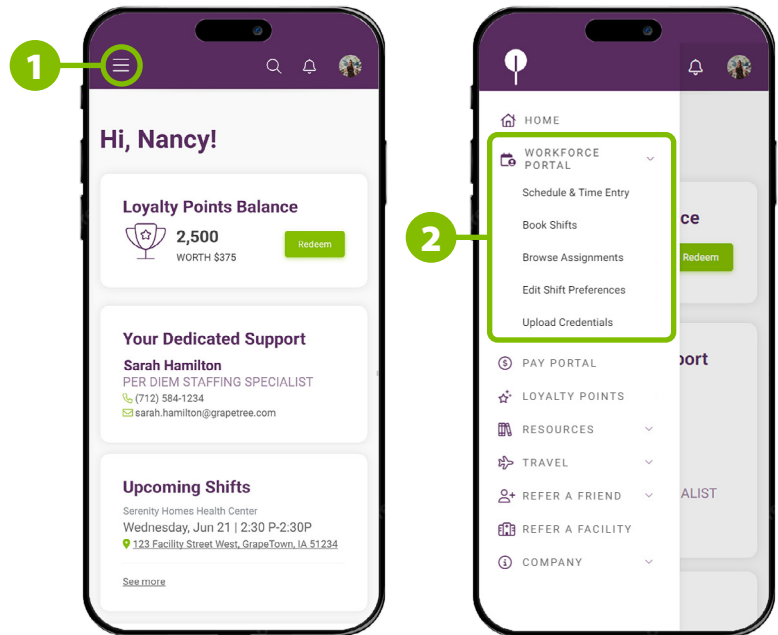 1
Hi, Nancy!
Loyalty Points Balance
2,500
WORTH $375
Redeem
Your Dedicated Support
Sarah Hamilton
PER DIEM STAFFING SPECIALIST
(712) 584-1234
sarah.hamilton@grapetree.com
Upcoming Shifts
Serenity Homes Health Center
Wednesday, Jun 21 | 2:30 P-2:30P
123 Facility Street West, GrapeTown, IA 51234
See more
2
HOME
WORKFORCE
PORTAL
Schedule & Time Entry
Book Shifts
Browse Assignments
Edit Shift Preferences
Upload Credentials
PAY PORTAL
LOYALTY POINTS
RESOURCES
TRAVEL
REFER A FRIEND
REFER A FACILITY
COMPANY
ce
Redeem
port
ALIST